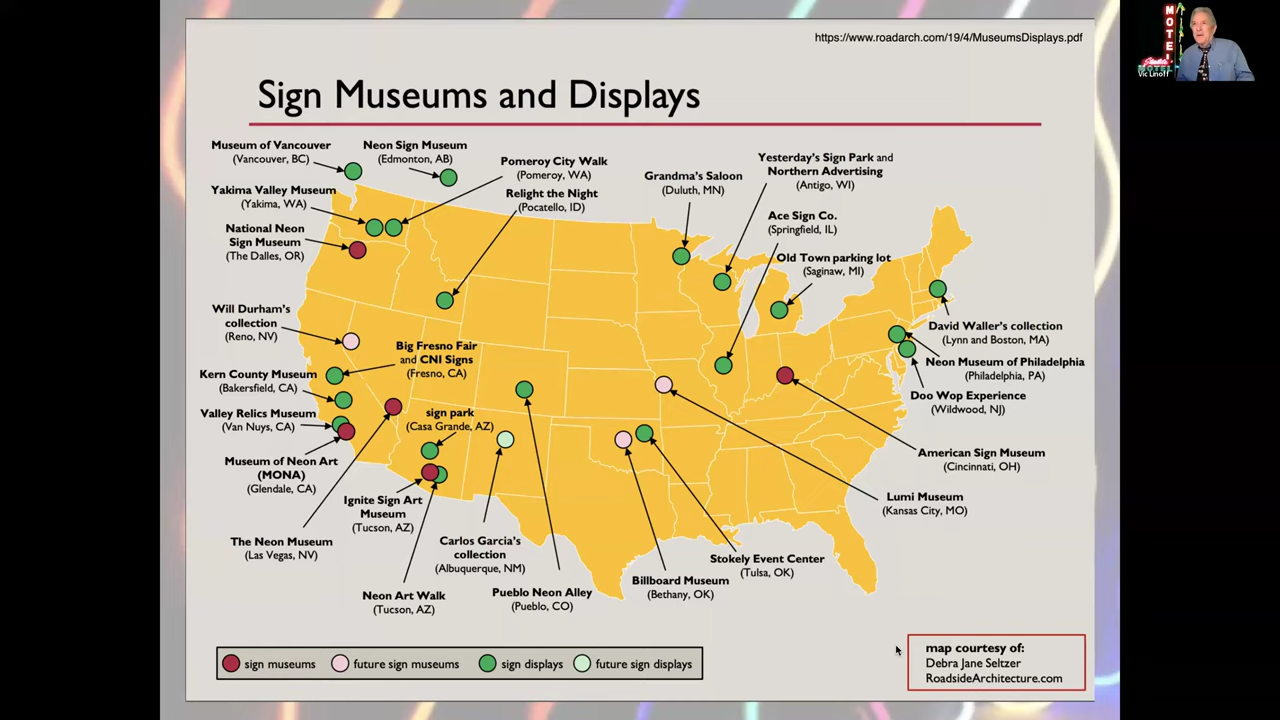 https://www.roadarch.com/19/4/MuseumsDisplays.pdf
Sign Museums and Displays
Museum of Vancouver
(Vancouver, BC)
Neon Sign Museum
(Edmonton, AB)
Pomeroy City Walk
(Pomeroy, WA)
Yakima Valley Museum
(Yakima, WA)
Relight the Night
(Pocatello, ID)
National Neon
Sign Museum
(The Dalles, OR)
Grandma's Saloon
(Duluth, MN)
Yesterday's Sign Park and
Northern Advertising
(Antigo, WI)
Ace Sign Co.
(Springfield, IL)
Old Town parking lot
(Saginaw, MI)
Will Durham's
collection
(Reno, NV)
Big Fresno Fair
and CNI Signs
(Fresno, CA)
Kern County Museum
(Bakersfield, CA)
Valley Relics Museum
(Van Nuys, CA)
sign park
(Casa Grande, AZ)
Museum of Neon Art
(MONA)
(Glendale, CA)
Ignite Sign Art
Museum
(Tucson, AZ)
The Neon Museum
(Las Vegas, NV)
Neon Art Walk
(Tucson, AZ)
Carlos Garcia's
collection
(Albuquerque, NM)
Pueblo Neon Alley
(Pueblo, CO)
Billboard Museum
(Bethany, OK)
Stokely Event Center
(Tulsa, OK)
Lumi Museum
(Kansas City, MO)
American Sign Museum
(Cincinnati, OH)
Doo Wop Experience
(Wildwood, NJ)
Neon Museum of Philadelphia
(Philadelphia, PA)
David Waller's collection
(Lynn and Boston, MA)
sign museums
future sign museums
sign displays
future sign displays
map courtesy of:
Debra Jane Seltzer
RoadsideArchitecture.com
MOTEL
MOTEL
Vic Linoff